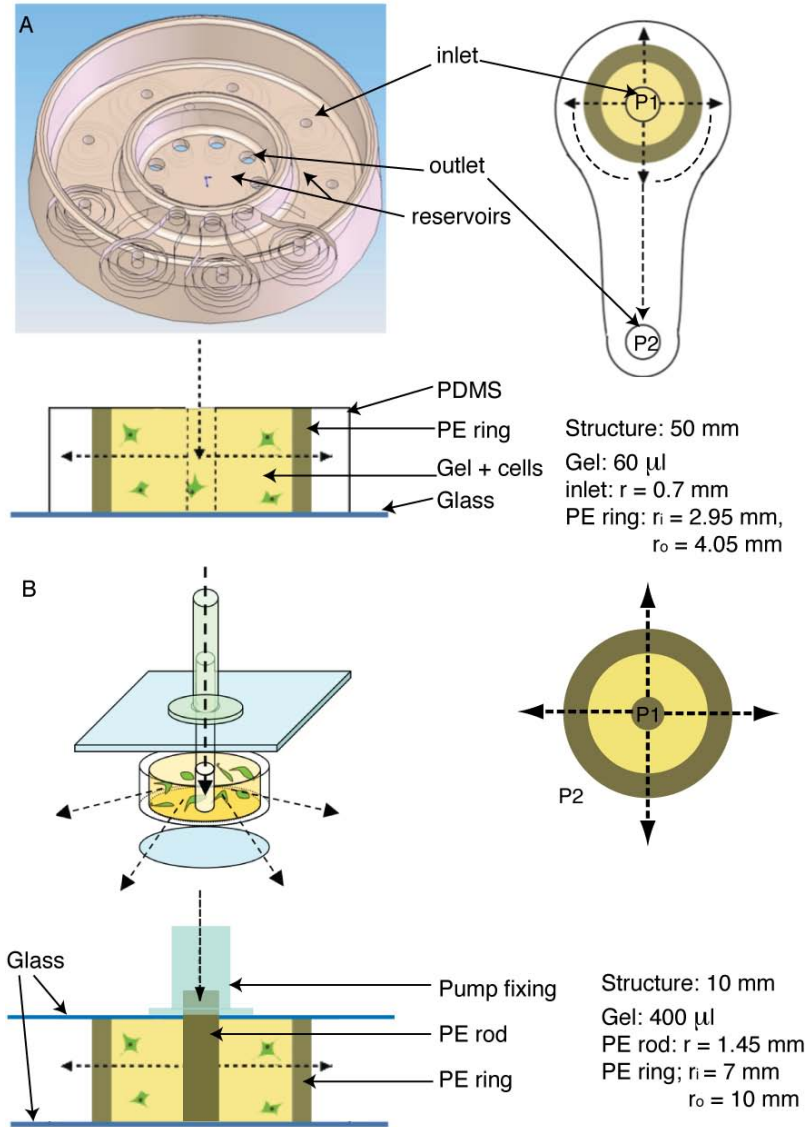 A
inlet
outlet
reservoirs
P1
P2
PDMS
PE ring
Gel + cells
Glass
Structure: 50 mm
Gel: 60 μl
inlet: r = 0.7 mm
PE ring: ri = 2.95 mm,
ro = 4.05 mm
B
P1
P2
Glass
Pump fixing
PE rod
PE ring
Structure: 10 mm
Gel: 400 μl
PE rod: r = 1.45 mm
PE ring; ri = 7 mm
ro = 10 mm